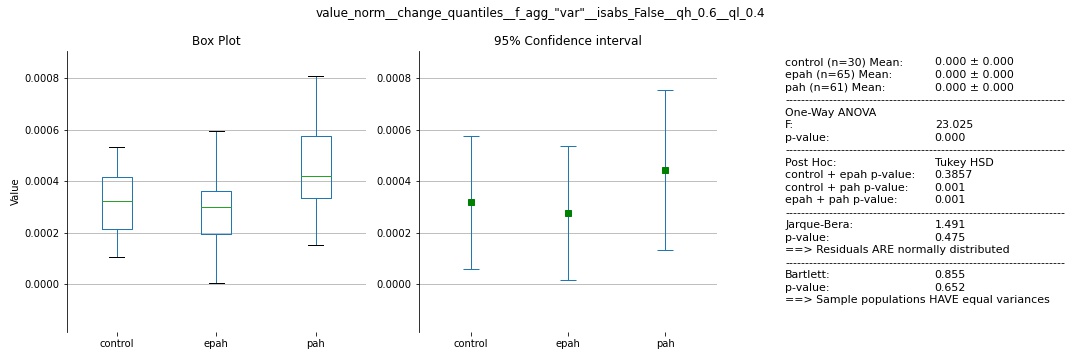 value_norm__change_quantiles__f_agg_"var"__isabs_False__qh_0.6__ql_0.4
Box Plot
Value
0.0008
0.0006
0.0004
0.0002
0.0000
control epah pah
95% Confidence interval
0.0008
0.0006
0.0004
0.0002
0.0000
control epah pah
control (n=30) Mean: 0.000 ± 0.000
epah (n=65) Mean: 0.000 ± 0.000
pah (n=61) Mean: 0.000 ± 0.000
One-Way ANOVA
F: 23.025
p-value: 0.000
Post Hoc: Tukey HSD
control + epah p-value: 0.3857
control + pah p-value: 0.001
epah + pah p-value: 0.001
Jarque-Bera: 1.491
p-value: 0.475
==> Residuals ARE normally distributed
Bartlett: 0.855
p-value: 0.652
==> Sample populations HAVE equal variances